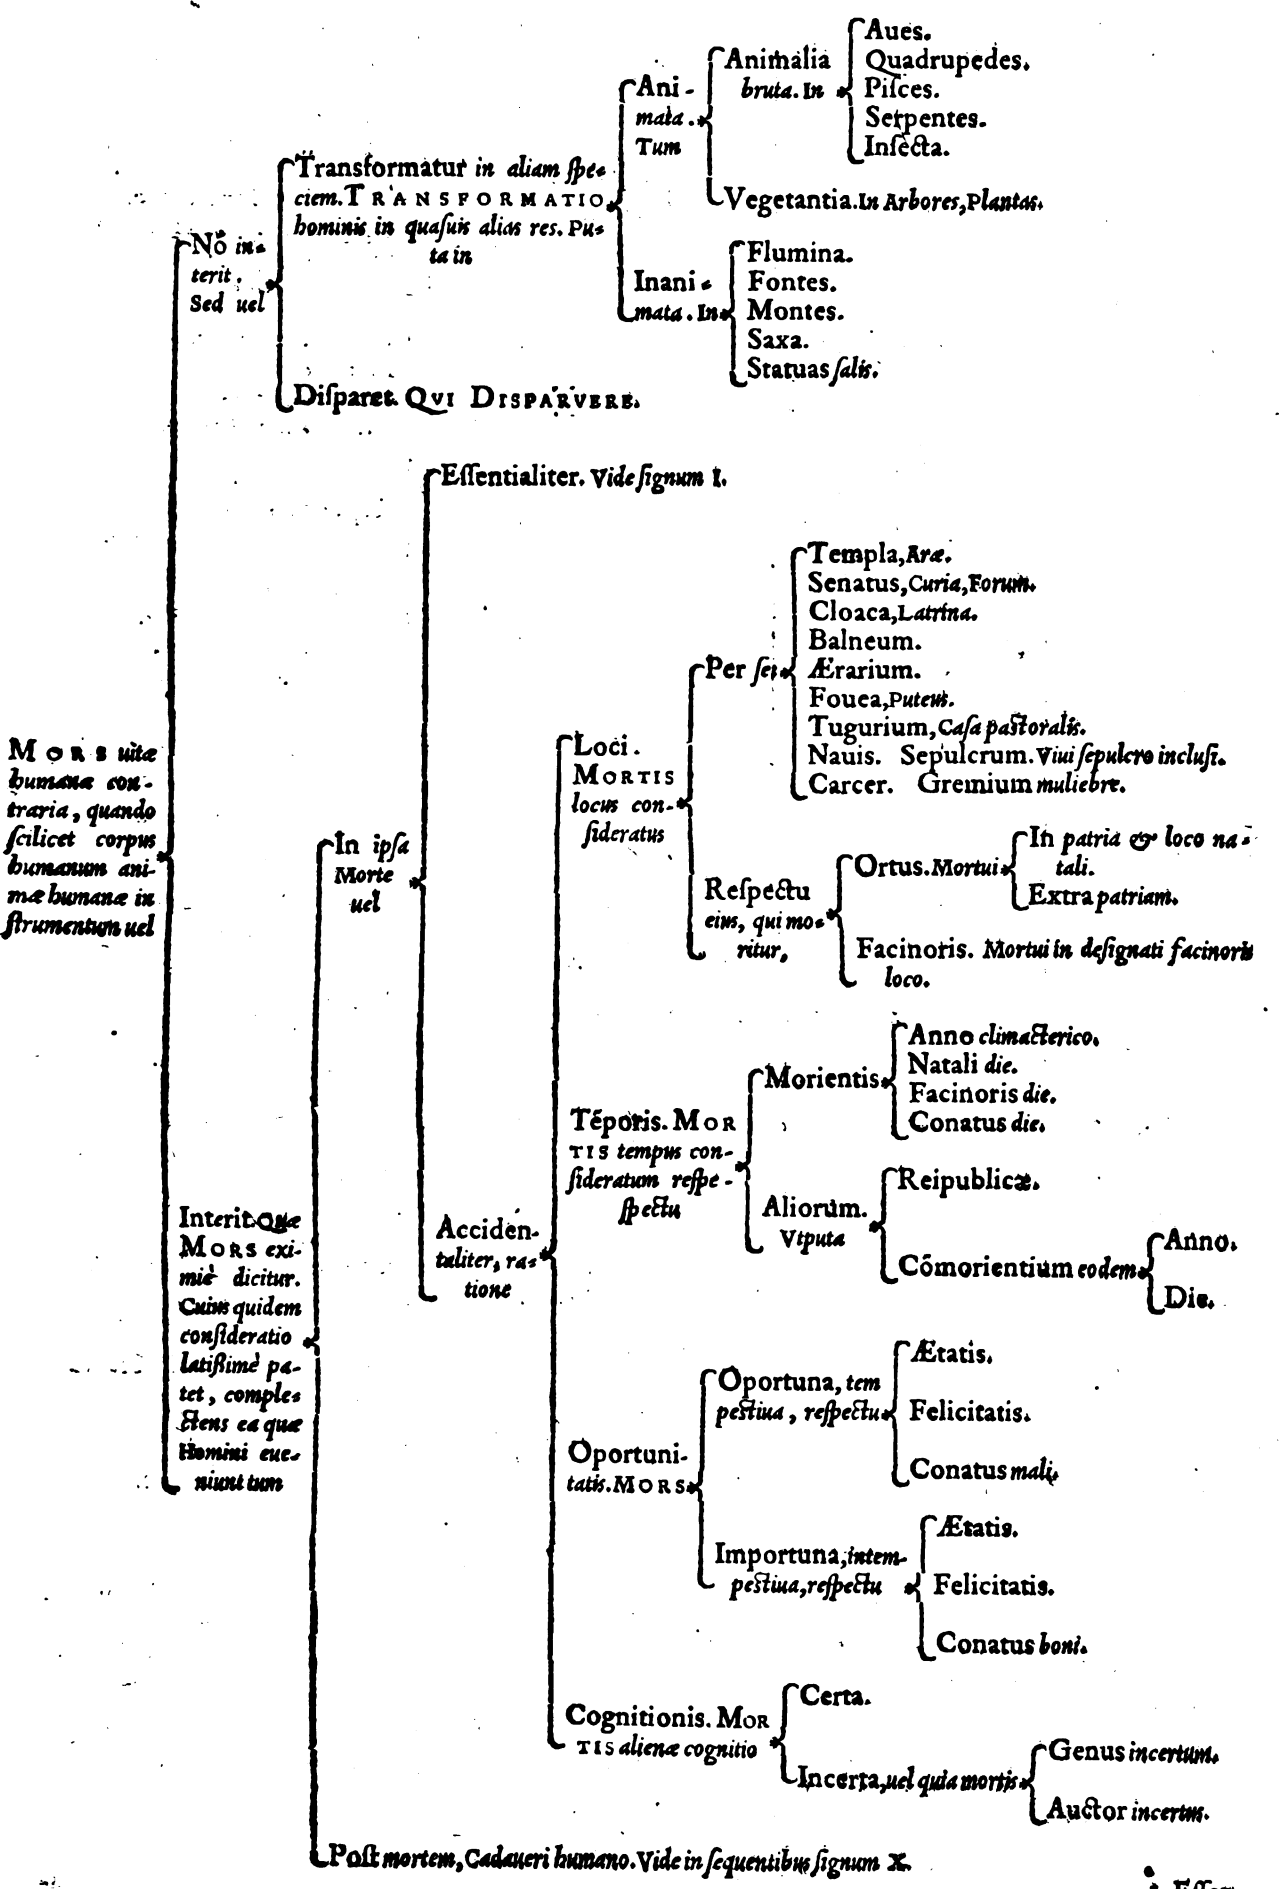 Aues.
Quadrupedes.
Piſces.
Serpentes.
Inſecta.
Animalia
bruta. In
Ani-
mata.
Tum
Vegetantia. In Arbores, Plantas.
Transformatur in aliam ſpe-
ciem. TRANSFORMATIO
hominis in quaſuis alias res. Pu-
ta in
Inani-
mata. In
Flumina.
Fontes.
Montes.
Saxa.
Statuas ſalis.
Nō in-
terit.
Sed uel
Diſparet. QVI DISPARVERE.
Eſſentialiter. Vide ſignum I.
Templa, Aræ.
Senatus, Curia, Forum.
Cloaca, Latrina.
Balneum.
Ærarium.
Fouea, Puteus.
Tugurium, Caſa paſtoralis.
Nauis. Sepulcrum. Viui ſepulcro incluſi.
Carcer. Gremium muliebre.
Per ſe;
Loci.
MORTIS
locus con-
ſideratus
Reſpectu
eius, qui mo-
ritur,
Ortus. Mortui
In patria & loco na-
tali.
Extra patriam.
Facinoris. Mortui in deſignati facinoris
loco.
MORS uitæ
humanæ con-
traria, quando
ſcilicet corpus
humanum ani-
mæ humanæ in
ſtrumentum uel
In ipſa
Morte
uel
Anno climacterico.
Natali die.
Facinoris die.
Conatus die.
Morientis
Tēporis. MOR
TIS tempus con-
ſideratum reſpe-
ſpectu
Aliorum.
Vtputa
Reipublicæ.
Cōmorientium eodem
Anno.
Die.
Acciden-
taliter, ra-
tione
Interit. Quæ
MORS exi-
miè dicitur.
Cuius quidem
conſideratio
latißimè pa-
tet, comple-
ctens ea quæ
Homini eue-
niunt tum
Oportuna, tem
peſtiua, reſpectu
Ætatis.
Felicitatis.
Conatus mali.
Oportuni-
tatis. MORS
Importuna, intem-
peſtiua, reſpectu
Ætatis.
Felicitatis.
Conatus boni.
Cognitionis. MOR
TIS alienæ cognitio
Certa.
Incerta, uel quia mortis
Genus incertum.
Auctor incertus.
Poſt mortem, Cadaueri humano. Vide in ſequentibus ſignum X.